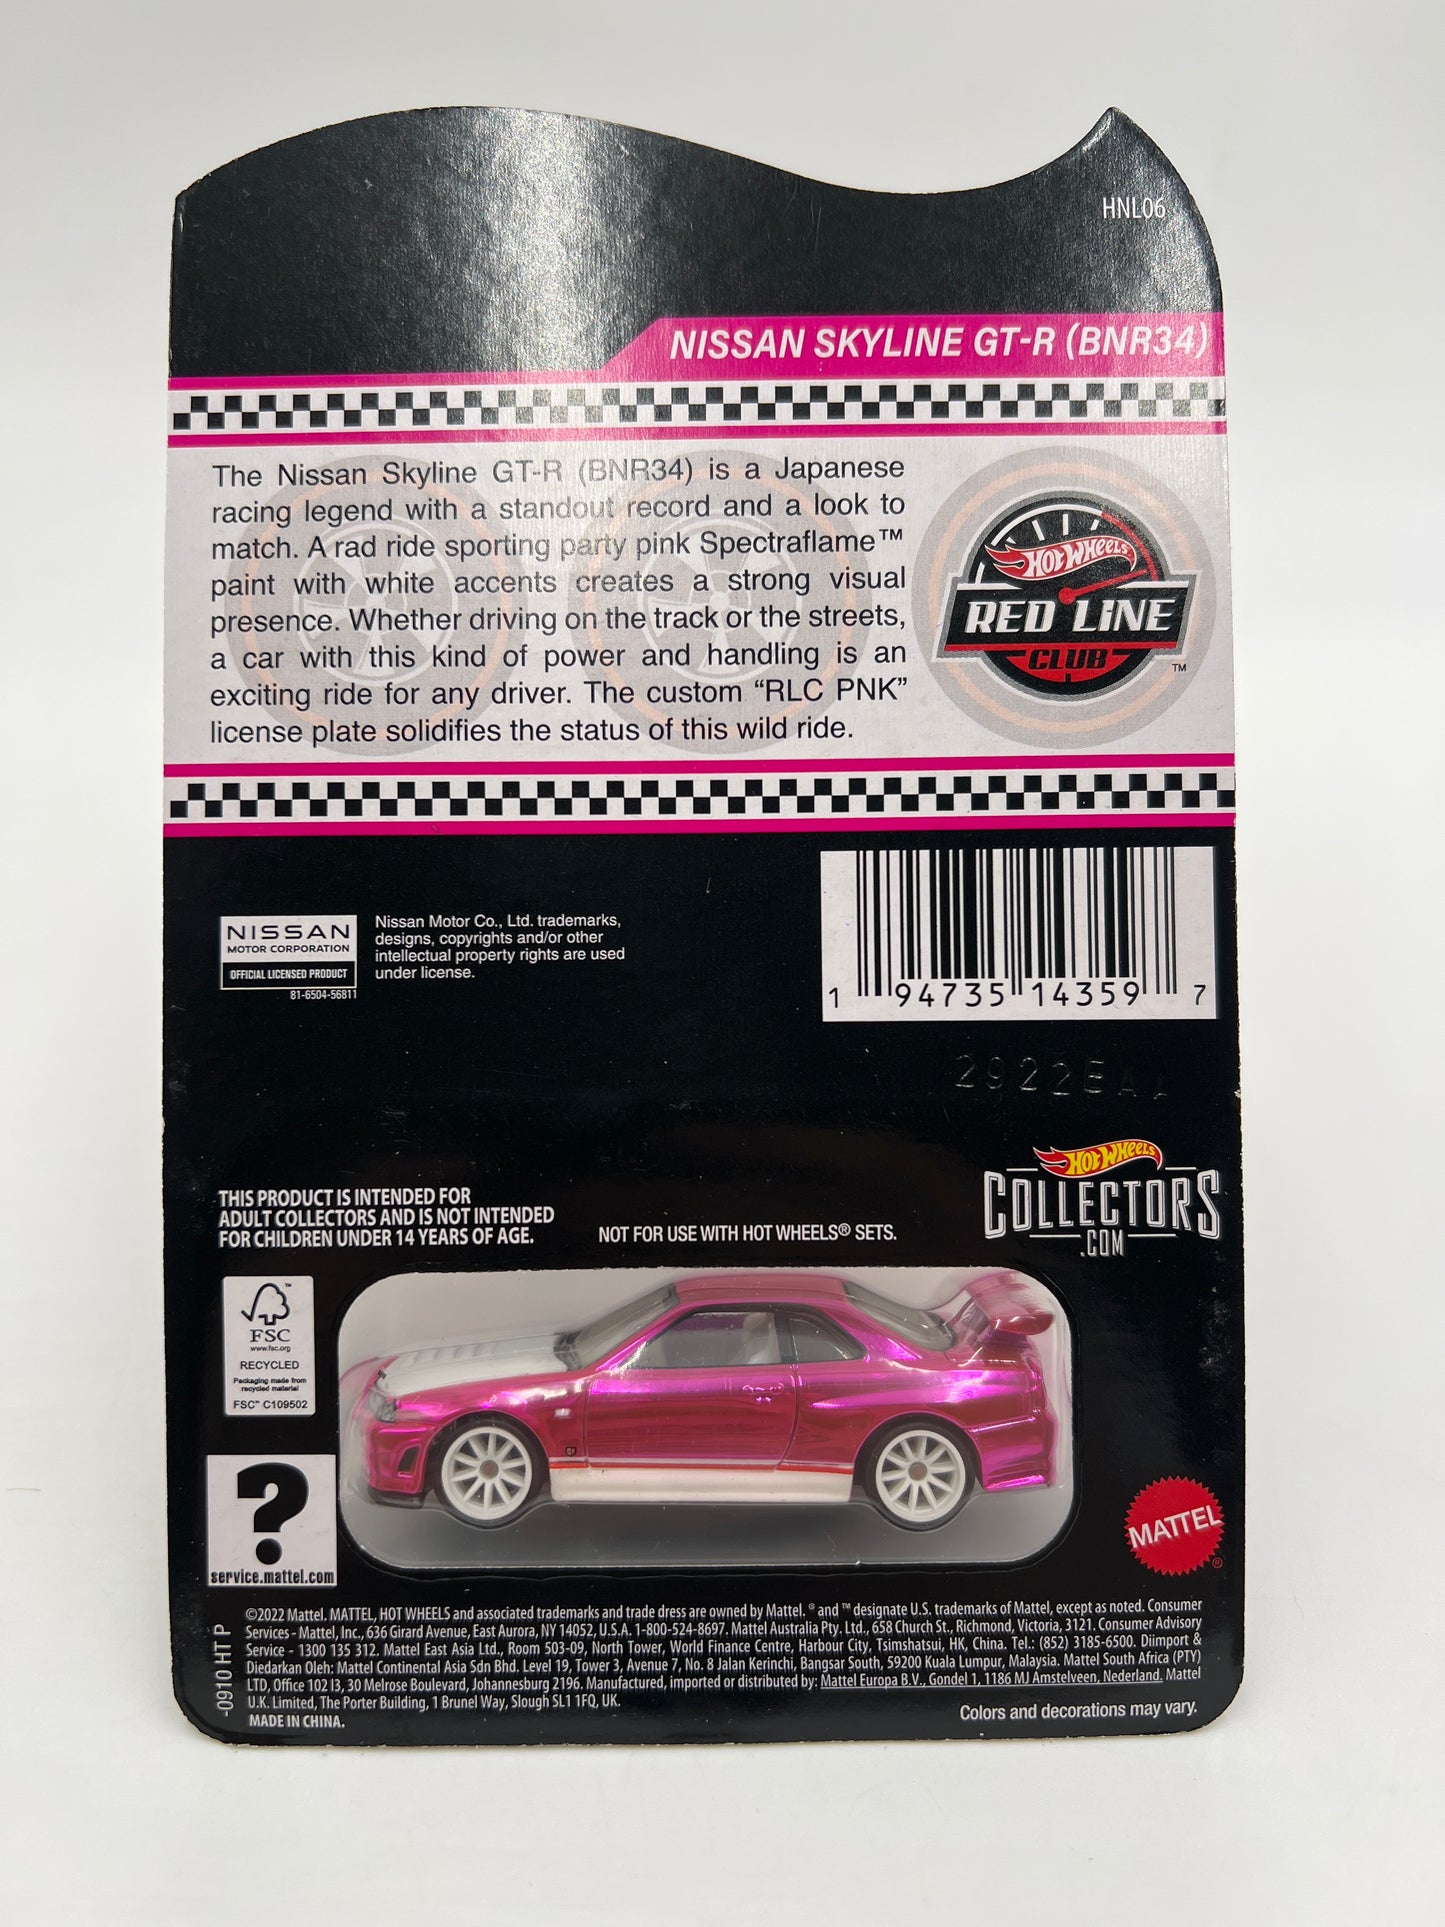 HNL06
NISSAN SKYLINE GT-R (BNR34)
The Nissan Skyline GT-R (BNR34) is a Japanese
racing legend with a standout record and a look to
match. A rad ride sporting party pink Spectraflame™
paint with white accents creates a strong visual
presence. Whether driving on the track or the streets,
a car with this kind of power and handling is an
exciting ride for any driver. The custom “RLC PNK”
license plate solidifies the status of this wild ride.
HOT WHEELS
RED LINE
CLUB
™
NISSAN
MOTOR CORPORATION
OFFICIAL LICENSED PRODUCT
81-6504-56811
Nissan Motor Co., Ltd. trademarks,
designs, copyrights and/or other
intellectual property rights are used
under license.
1 94735 14359 7
HOT WHEELS
COLLECTORS
.COM
THIS PRODUCT IS INTENDED FOR
ADULT COLLECTORS AND IS NOT INTENDED
FOR CHILDREN UNDER 14 YEARS OF AGE.
NOT FOR USE WITH HOT WHEELS® SETS.
™
FSC
www.fsc.org
RECYCLED
Packaging made from
recycled material
FSC™ C109502
?
service.mattel.com
MATTEL
®
-0910 HT P
©2022 Mattel. MATTEL, HOT WHEELS and associated trademarks and trade dress are owned by Mattel. ® and ™ designate U.S. trademarks of Mattel, except as noted. Consumer
Services - Mattel, Inc., 636 Girard Avenue, East Aurora, NY 14052, U.S.A. 1-800-524-8697. Mattel Australia Pty. Ltd., 658 Church St., Richmond, Victoria, 3121. Consumer Advisory
Service - 1300 135 312. Mattel East Asia Ltd., Room 503-09, North Tower, World Finance Centre, Harbour City, Tsimshatsui, HK, China. Tel.: (852) 3185-6500. Diimport &
Diedarkan Oleh: Mattel Continental Asia Sdn Bhd. Level 19, Tower 3, Avenue 7, No. 8 Jalan Kerinchi, Bangsar South, 59200 Kuala Lumpur, Malaysia. Mattel South Africa (PTY)
LTD, Office 102 I3, 30 Melrose Boulevard, Johannesburg 2196. Manufactured, imported or distributed by: Mattel Europa B.V., Gondel 1, 1186 MJ Amstelveen, Nederland. Mattel
U.K. Limited, The Porter Building, 1 Brunel Way, Slough SL1 1FQ, UK.
MADE IN CHINA.
Colors and decorations may vary.